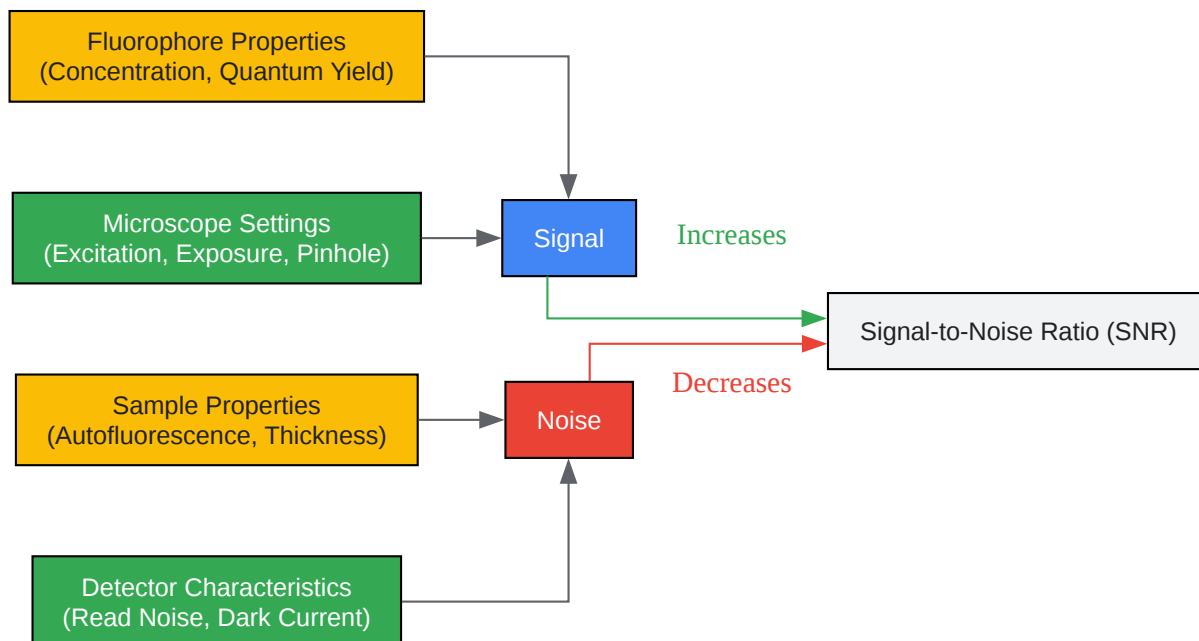 Fluorophore Properties
(Concentration, Quantum Yield)
Microscope Settings
(Excitation, Exposure, Pinhole)
Signal
Increases
Signal-to-Noise Ratio (SNR)
Decreases
Sample Properties
(Autofluorescence, Thickness)
Noise
Detector Characteristics
(Read Noise, Dark Current)